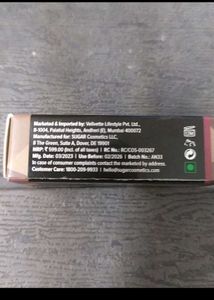 Marketed & Imported by: Vellvette Lifestyle Pvt. Ltd.,
B-1004, Palatial Heights, Andheri (E), Mumbai 400072
Manufactured for: SUGAR Cosmetics LLC.,
8 The Green, Suite A, Dover, DE 19901
MRP: ₹ 599.00 (Incl. of all taxes) | RC No.: RC/COS-003267
Mfg. Date: 03/2023 | Use Before: 02/2026 | Batch: AN33
In case of consumer complaints contact the marketed by address.
Customer Care: 1800-209-9933 | hello@sugarcosmetics.com